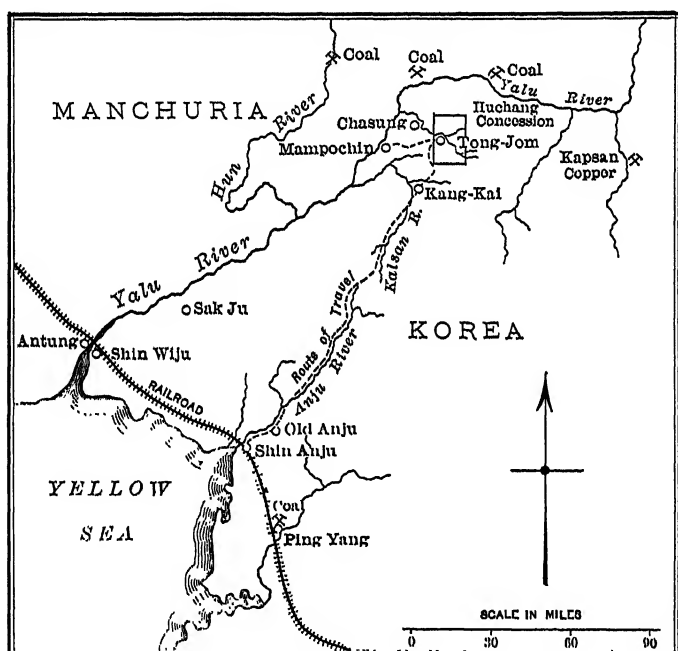 Coal
Coal
Coal
MANCHURIA
Hun River
Yalu River
Huchang
Concession
Chasung
Tong-Jom
Mampochin
Kapsan
Copper
Kang-Kai
Kalsan R.
Yalu River
Sak Ju
Route of Travel
KOREA
Antung
Shin Wiju
RAILROAD
Anju River
Old Anju
Shin Anju
YELLOW
SEA
Coal
Ping Yang
SCALE IN MILES
0 30 60 90